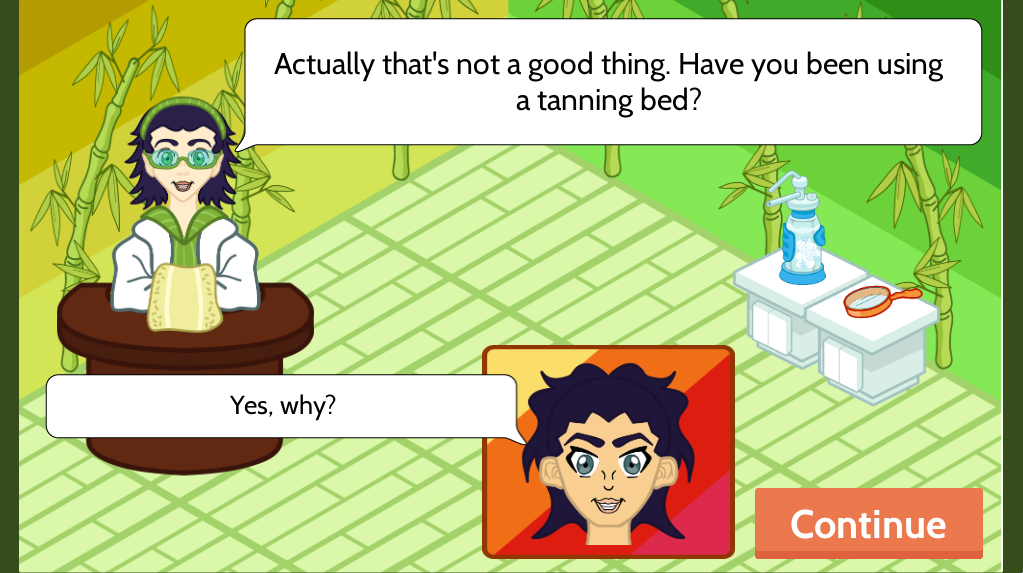 Actually that's not a good thing. Have you been using
a tanning bed?
Yes, why?
Continue